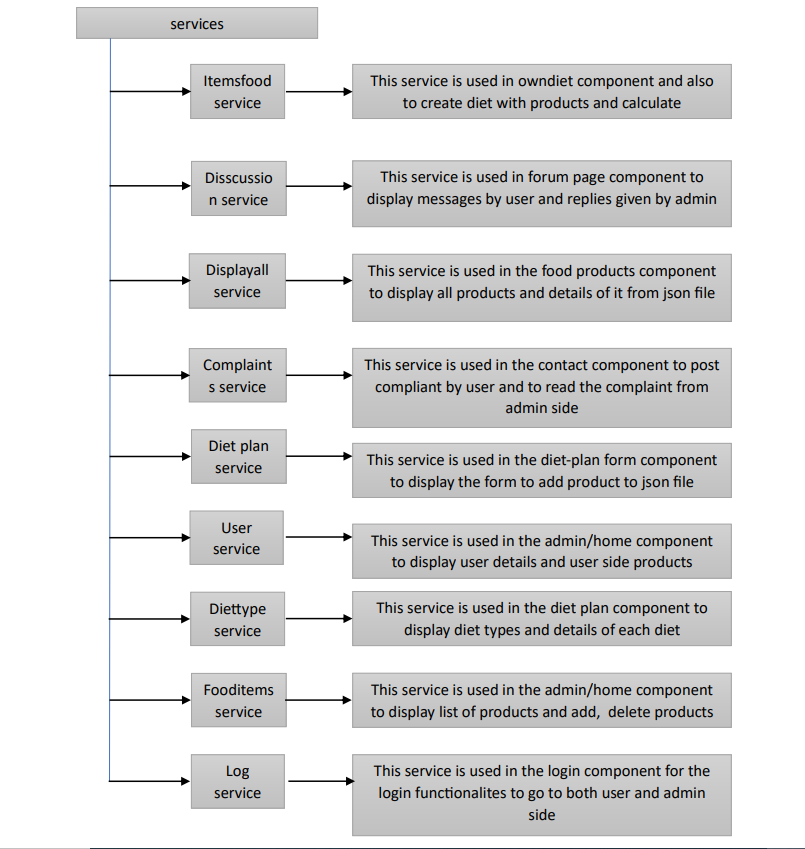 services
Itemsfood
service
This service is used in owndiet component and also
to create diet with products and calculate
Disscussio
n service
This service is used in forum page component to
display messages by user and replies given by admin
Displayall
service
This service is used in the food products component
to display all products and details of it from json file
Complaint
s service
This service is used in the contact component to post
compliant by user and to read the complaint from
admin side
Diet plan
service
This service is used in the diet-plan form component
to display the form to add product to json file
User
service
This service is used in the admin/home component
to display user details and user side products
Diettype
service
This service is used in the diet plan component to
display diet types and details of each diet
Fooditems
service
This service is used in the admin/home component
to display list of products and add,  delete products
Log
service
This service is used in the login component for the
login functionalites to go to both user and admin
side